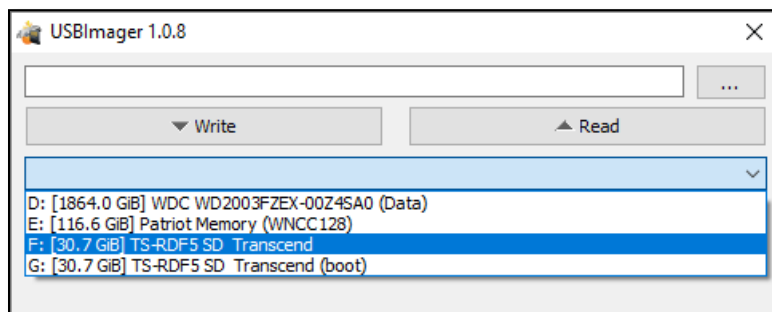 USBImager 1.0.8
...
Write
Read
D: [1864.0 GiB] WDC WD2003FZEX-00Z4SA0 (Data)
E: [116.6 GiB] Patriot Memory (WNCC128)
F: [30.7 GiB] TS-RDF5 SD  Transcend
G: [30.7 GiB] TS-RDF5 SD  Transcend (boot)